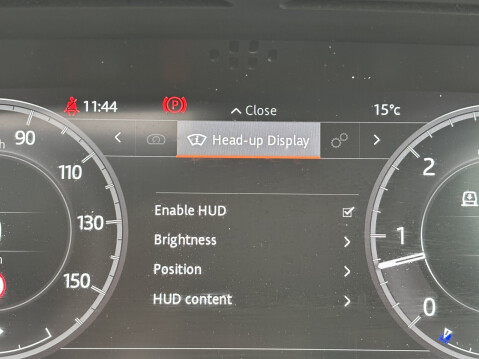 11:44
P
Close
15°c
Head-up Display
90
110
130
150
Enable HUD
Brightness
Position
HUD content
2
1
0